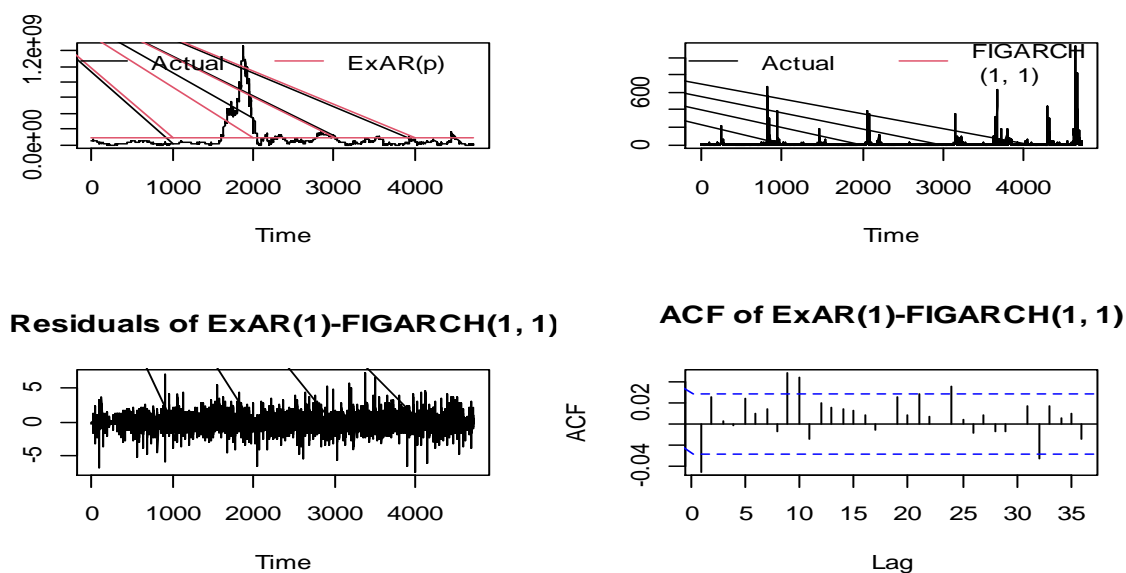 1.2e+09
0.0e+00
Actual
ExAR(p)
0 1000 2000 3000 4000
Time
600
0
Actual
FIGARCH
(1, 1)
0 1000 2000 3000 4000
Time
Residuals of ExAR(1)-FIGARCH(1, 1)
5
0
-5
0 1000 2000 3000 4000
Time
ACF of ExAR(1)-FIGARCH(1, 1)
ACF
0.02
-0.04
0 5 10 15 20 25 30 35
Lag